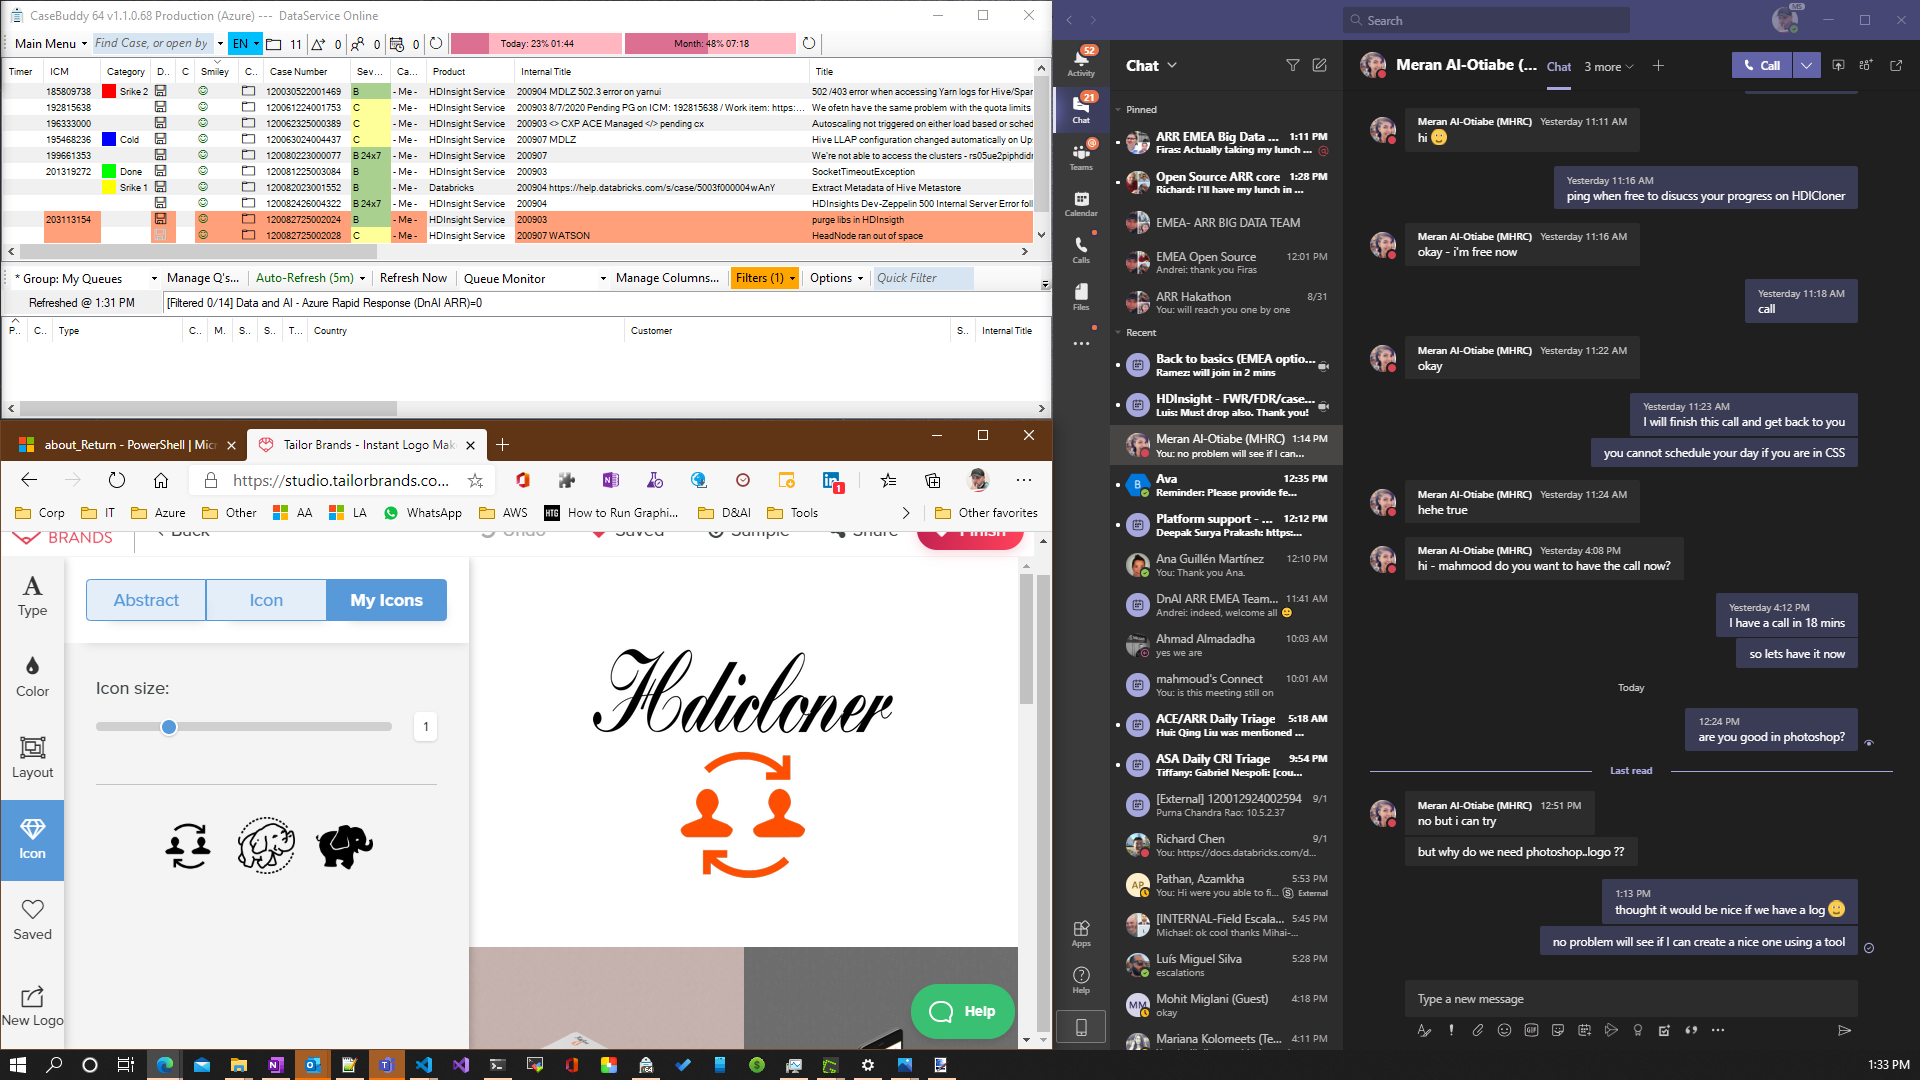 CaseBuddy 64 v1.1.0.68 Production (Azure) --- DataService Online
Main Menu
Find Case, or open by
EN
11
0
0
0
Today: 23% 01:44
Month: 48% 07:18
Timer ICM Category D.. C Smiley C.. Case Number Sev... Ca... Product Internal Title Title
185809738 Srike 2 120030522001469 B - Me - HDInsight Service 200904 MDLZ 502.3 error on yarnui 502 /403 error when accessing Yarn logs for Hive/Spar
192815638 120061224001753 C - Me - HDInsight Service 200903 8/7/2020 Pending PG on ICM: 192815638 / Work item: https:... We ofetn have the same problem with the quota limits
196333000 120062325000389 C - Me - HDInsight Service 200903 <> CXP ACE Managed </> pending cx Autoscaling not triggered on either load based or sched
195468236 Cold 120063024004437 C - Me - HDInsight Service 200907 MDLZ Hive LLAP configuration changed automatically on Up
199661353 120080223000077 B 24x7 - Me - HDInsight Service 200907 We're not able to access the clusters - rs05ue2piphdidr
201319272 Done 120081225003084 B - Me - HDInsight Service 200903 SocketTimeoutException
Srike 1 120082023001552 B - Me - Databricks 200904 https://help.databricks.com/s/case/5003f000004wAnY Extract Metadata of Hive Metastore
120082426004322 B 24x7 - Me - HDInsight Service 200904 HDInsights Dev-Zeppelin 500 Internal Server Error foll
203113154 120082725002024 B - Me - HDInsight Service 200903 purge libs in HDInsigth
120082725002028 C - Me - HDInsight Service 200907 WATSON HeadNode ran out of space
* Group: My Queues
Manage Q's...
Auto-Refresh (5m)
Refresh Now
Queue Monitor
Manage Columns...
Filters (1)
Options
Quick Filter
Refreshed @ 1:31 PM
[Filtered 0/14] Data and AI - Azure Rapid Response (DnAI ARR)=0
P.. C.. Type C.. M. S.. S.. T... Country Customer S.. Internal Title
about_Return - PowerShell | Micr
Tailor Brands - Instant Logo Mak
https://studio.tailorbrands.co...
1
Corp
IT
Azure
Other
AA
LA
WhatsApp
AWS
HTG
How to Run Graphi...
D&AI
Tools
Other favorites
BRANDS
Back
Undo
Saved
Sample
Share
Finish
Type
Color
Layout
Icon
Saved
New Logo
Abstract
Icon
My Icons
Icon size:
1
Hdicloner
Help
Search
MS
52
Activity
21
Chat
Teams
Calendar
Calls
Files
Apps
Help
Chat
Pinned
ARR EMEA Big Data ... 1:11 PM
Firas: Actually taking my lunch ...
Open Source ARR core 1:28 PM
Richard: I'll have my lunch in ...
EMEA- ARR BIG DATA TEAM
EMEA Open Source 12:01 PM
Andrei: thank you Firas
ARR Hakathon 8/31
You: will reach you one by one
Recent
Back to basics (EMEA optio...
Ramez: will join in 2 mins
HDInsight - FWR/FDR/case...
Luis: Must drop also. Thank you!
Meran Al-Otiabe (MHRC) 1:14 PM
You: no problem will see if I can...
B
Ava 12:35 PM
Reminder: Please provide fe...
Platform support - ... 12:12 PM
Deepak Surya Prakash: https:...
Ana Guillén Martínez 12:10 PM
You: Thank you Ana.
DnAI ARR EMEA Team... 11:41 AM
Andrei: indeed, welcome all
Ahmad Almadadha 10:03 AM
yes we are
mahmoud's Connect 10:01 AM
You: is this meeting still on
ACE/ARR Daily Triage 5:18 AM
Hui: Qing Liu was mentioned ...
ASA Daily CRI Triage 9:54 PM
Tiffany: Gabriel Nespoli: [cou...
[External] 120012924002594 9/1
Purna Chandra Rao: 10.5.2.37
Richard Chen 9/1
You: https://docs.databricks.com/d...
AP
Pathan, Azamkha 5:53 PM
You: Hi were you able to fi... External
[INTERNAL-Field Escala... 5:45 PM
Michael: ok cool thanks Mihai-...
Luís Miguel Silva 5:28 PM
escalations
MM
Mohit Miglani (Guest) 4:18 PM
okay
Mariana Kolomeets (Te... 4:11 PM
Meran Al-Otiabe (...
Chat
3 more
Call
Meran Al-Otiabe (MHRC) Yesterday 11:11 AM
hi
Yesterday 11:16 AM
ping when free to disucss your progress on HDICloner
Meran Al-Otiabe (MHRC) Yesterday 11:16 AM
okay - i'm free now
Yesterday 11:18 AM
call
Meran Al-Otiabe (MHRC) Yesterday 11:22 AM
okay
Yesterday 11:23 AM
I will finish this call and get back to you
you cannot schedule your day if you are in CSS
Meran Al-Otiabe (MHRC) Yesterday 11:24 AM
hehe true
Meran Al-Otiabe (MHRC) Yesterday 4:08 PM
hi - mahmood do you want to have the call now?
Yesterday 4:12 PM
I have a call in 18 mins
so lets have it now
Today
12:24 PM
are you good in photoshop?
Last read
Meran Al-Otiabe (MHRC) 12:51 PM
no but i can try
but why do we need photoshop..logo ??
1:13 PM
thought it would be nice if we have a log
no problem will see if I can create a nice one using a tool
Type a new message
GIF
1:33 PM